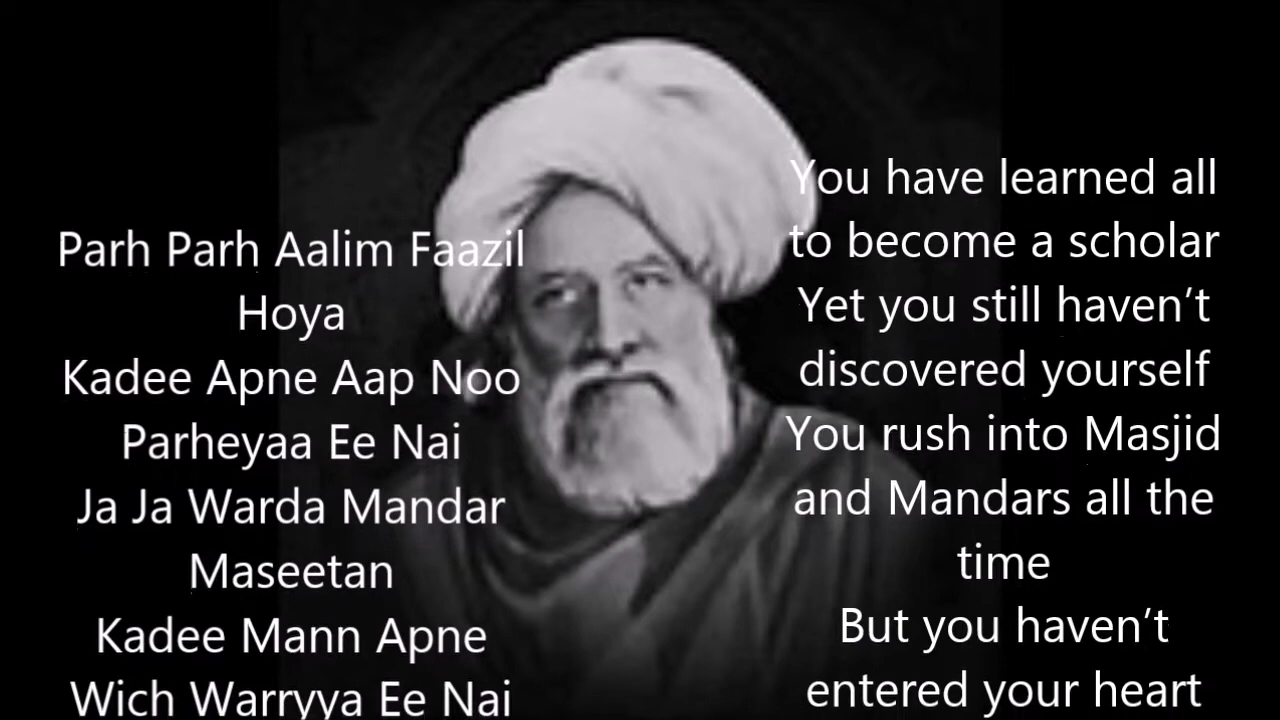 Parh Parh Aalim Faazil
Hoya
Kadee Apne Aap Noo
Parheyaa Ee Nai
Ja Ja Warda Mandar
Maseetan
Kadee Mann Apne
Wich Warryya Ee Nai
You have learned all
to become a scholar
Yet you still haven’t
discovered yourself
You rush into Masjid
and Mandars all the
time
But you haven’t
entered your heart